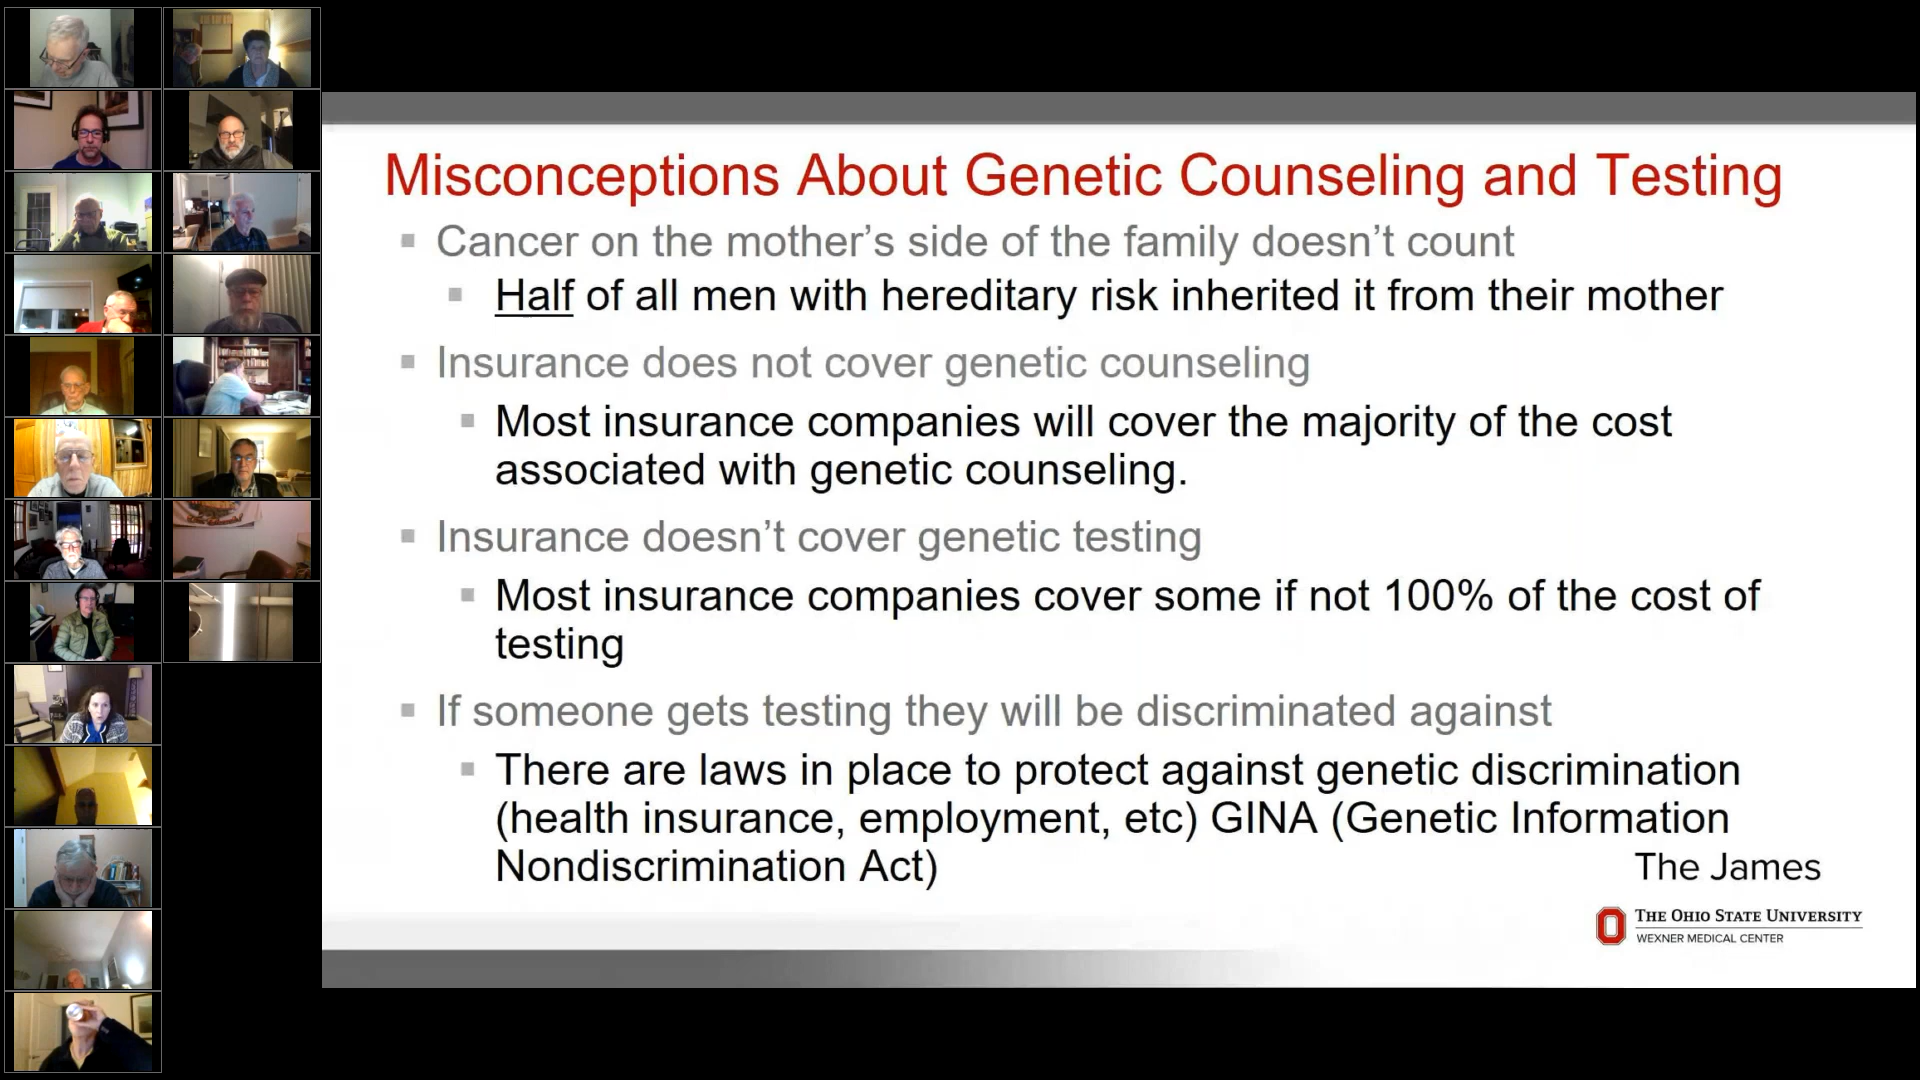 Misconceptions About Genetic Counseling and Testing
Cancer on the mother's side of the family doesn't count
Half of all men with hereditary risk inherited it from their mother
Insurance does not cover genetic counseling
Most insurance companies will cover the majority of the cost
associated with genetic counseling.
Insurance doesn't cover genetic testing
Most insurance companies cover some if not 100% of the cost of
testing
If someone gets testing they will be discriminated against
There are laws in place to protect against genetic discrimination
(health insurance, employment, etc) GINA (Genetic Information
Nondiscrimination Act)
The James
THE OHIO STATE UNIVERSITY
WEXNER MEDICAL CENTER